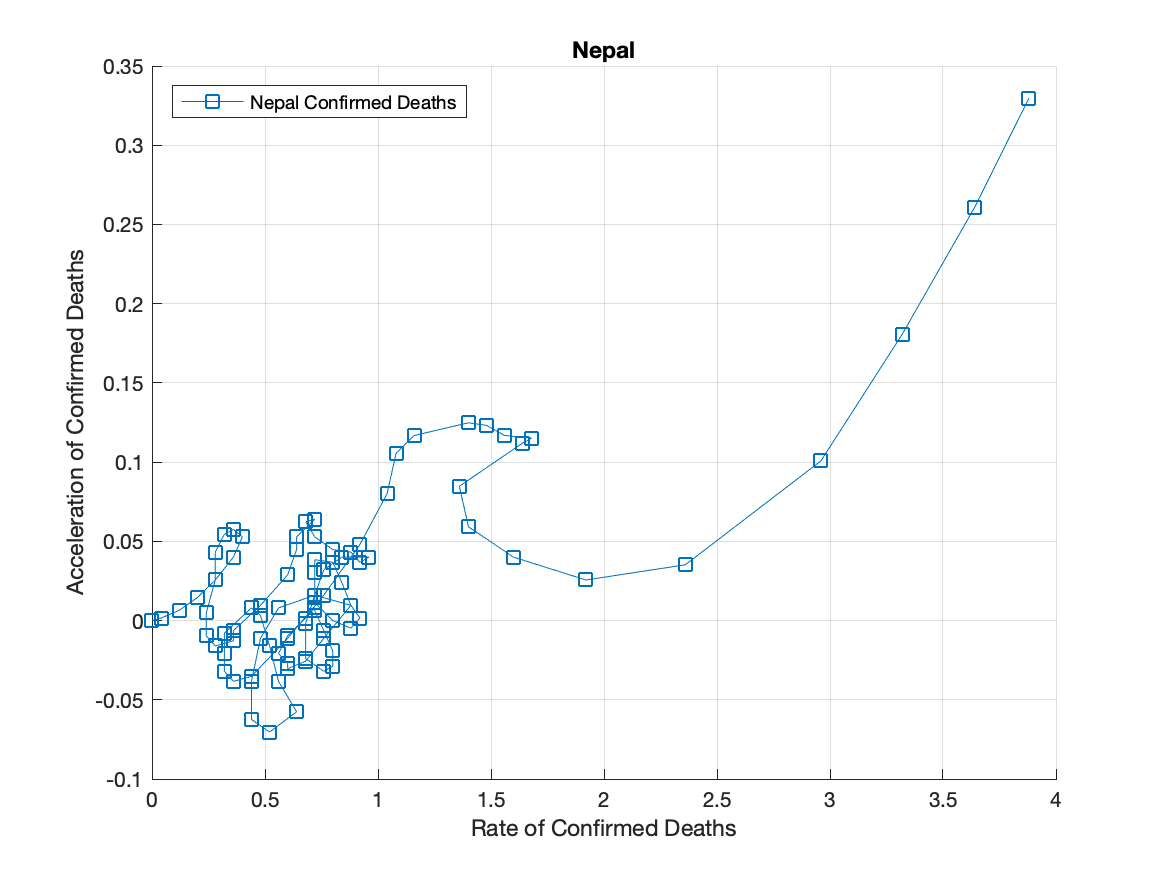 Nepal
Nepal Confirmed Deaths
0.35
0.3
0.25
0.2
0.15
0.1
0.05
0
-0.05
-0.1
Acceleration of Confirmed Deaths
0 0.5 1 1.5 2 2.5 3 3.5 4
Rate of Confirmed Deaths